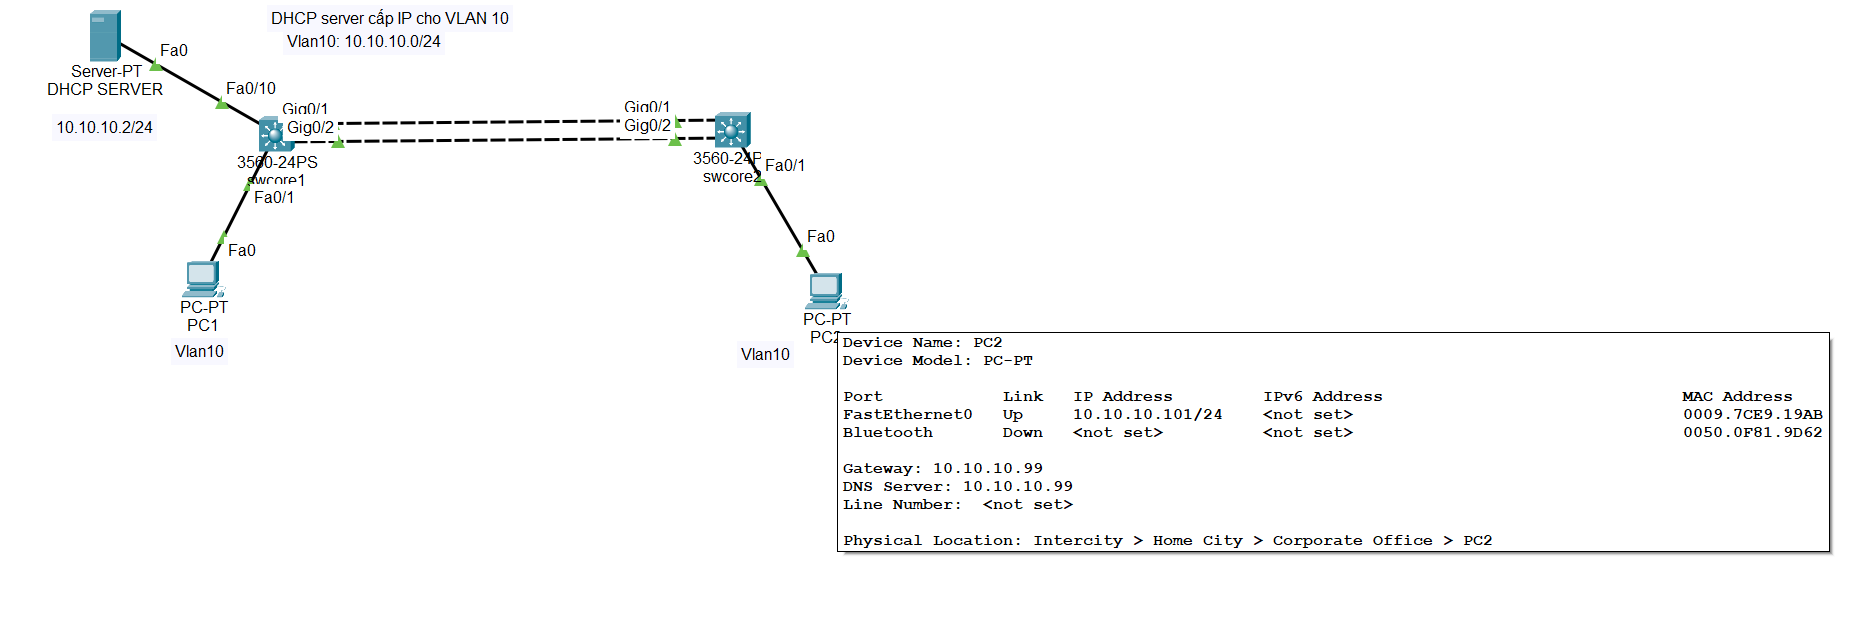 DHCP server cấp IP cho VLAN 10
Vlan10: 10.10.10.0/24
Fa0
Server-PT
DHCP SERVER
Fa0/10
10.10.10.2/24
Gig0/1
Gig0/2
3560-24PS
swcore1
Fa0/1
Fa0
PC-PT
PC1
Vlan10
Gig0/1
Gig0/2
3560-24P
swcore2
Fa0/1
Fa0
PC-PT
PC2
Vlan10
Device Name: PC2
Device Model: PC-PT
Port Link IP Address IPv6 Address MAC Address
FastEthernet0 Up 10.10.10.101/24 <not set> 0009.7CE9.19AB
Bluetooth Down <not set> <not set> 0050.0F81.9D62
Gateway: 10.10.10.99
DNS Server: 10.10.10.99
Line Number: <not set>
Physical Location: Intercity > Home City > Corporate Office > PC2